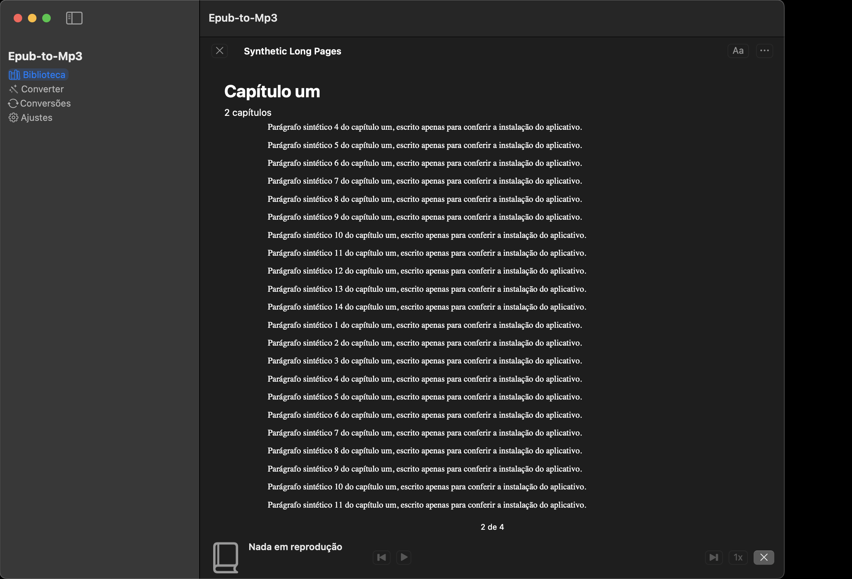 Epub-to-Mp3
Epub-to-Mp3
Biblioteca
Converter
Conversões
Ajustes
Synthetic Long Pages
Aa
Capítulo um
2 capítulos
Parágrafo sintético 4 do capítulo um, escrito apenas para conferir a instalação do aplicativo.
Parágrafo sintético 5 do capítulo um, escrito apenas para conferir a instalação do aplicativo.
Parágrafo sintético 6 do capítulo um, escrito apenas para conferir a instalação do aplicativo.
Parágrafo sintético 7 do capítulo um, escrito apenas para conferir a instalação do aplicativo.
Parágrafo sintético 8 do capítulo um, escrito apenas para conferir a instalação do aplicativo.
Parágrafo sintético 9 do capítulo um, escrito apenas para conferir a instalação do aplicativo.
Parágrafo sintético 10 do capítulo um, escrito apenas para conferir a instalação do aplicativo.
Parágrafo sintético 11 do capítulo um, escrito apenas para conferir a instalação do aplicativo.
Parágrafo sintético 12 do capítulo um, escrito apenas para conferir a instalação do aplicativo.
Parágrafo sintético 13 do capítulo um, escrito apenas para conferir a instalação do aplicativo.
Parágrafo sintético 14 do capítulo um, escrito apenas para conferir a instalação do aplicativo.
Parágrafo sintético 1 do capítulo um, escrito apenas para conferir a instalação do aplicativo.
Parágrafo sintético 2 do capítulo um, escrito apenas para conferir a instalação do aplicativo.
Parágrafo sintético 3 do capítulo um, escrito apenas para conferir a instalação do aplicativo.
Parágrafo sintético 4 do capítulo um, escrito apenas para conferir a instalação do aplicativo.
Parágrafo sintético 5 do capítulo um, escrito apenas para conferir a instalação do aplicativo.
Parágrafo sintético 6 do capítulo um, escrito apenas para conferir a instalação do aplicativo.
Parágrafo sintético 7 do capítulo um, escrito apenas para conferir a instalação do aplicativo.
Parágrafo sintético 8 do capítulo um, escrito apenas para conferir a instalação do aplicativo.
Parágrafo sintético 9 do capítulo um, escrito apenas para conferir a instalação do aplicativo.
Parágrafo sintético 10 do capítulo um, escrito apenas para conferir a instalação do aplicativo.
Parágrafo sintético 11 do capítulo um, escrito apenas para conferir a instalação do aplicativo.
2 de 4
Nada em reprodução
1x